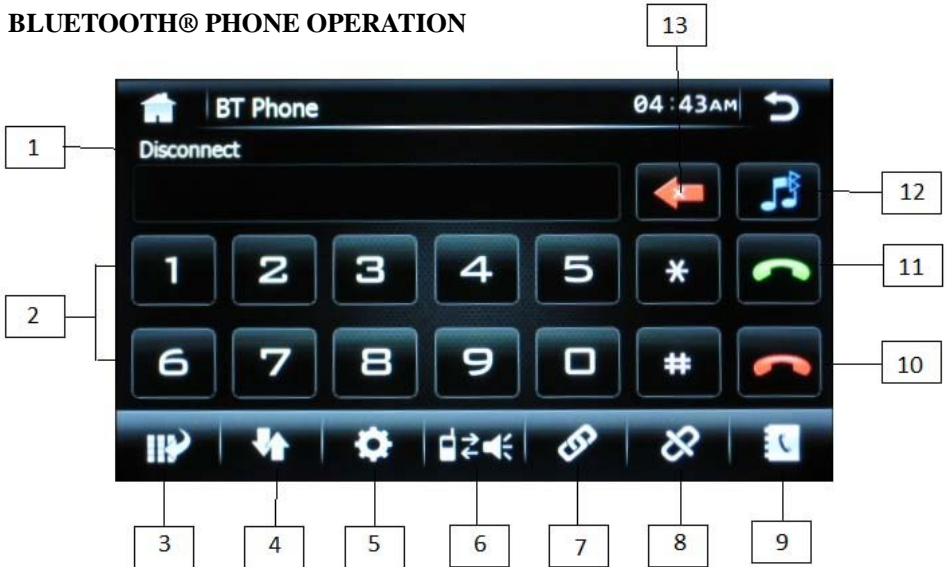 BLUETOOTH® PHONE OPERATION
13
BT Phone 04:43AM
1
Disconnect
12
1 2 3 4 5 *
11
2
6 7 8 9 0 #
10
3 4 5 6 7 8 9